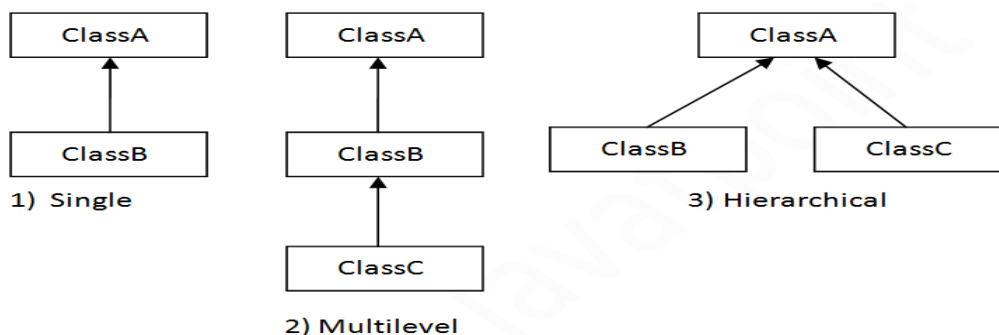 ClassA
ClassB
1) Single
ClassA
ClassB
ClassC
2) Multilevel
ClassA
ClassB
ClassC
3) Hierarchical